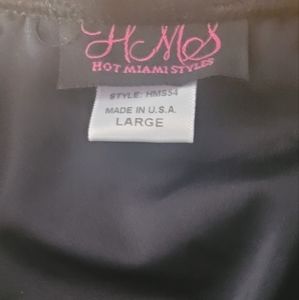 HMS
HOT MIAMI STYLES
STYLE: HMS54
MADE IN U.S.A.
LARGE